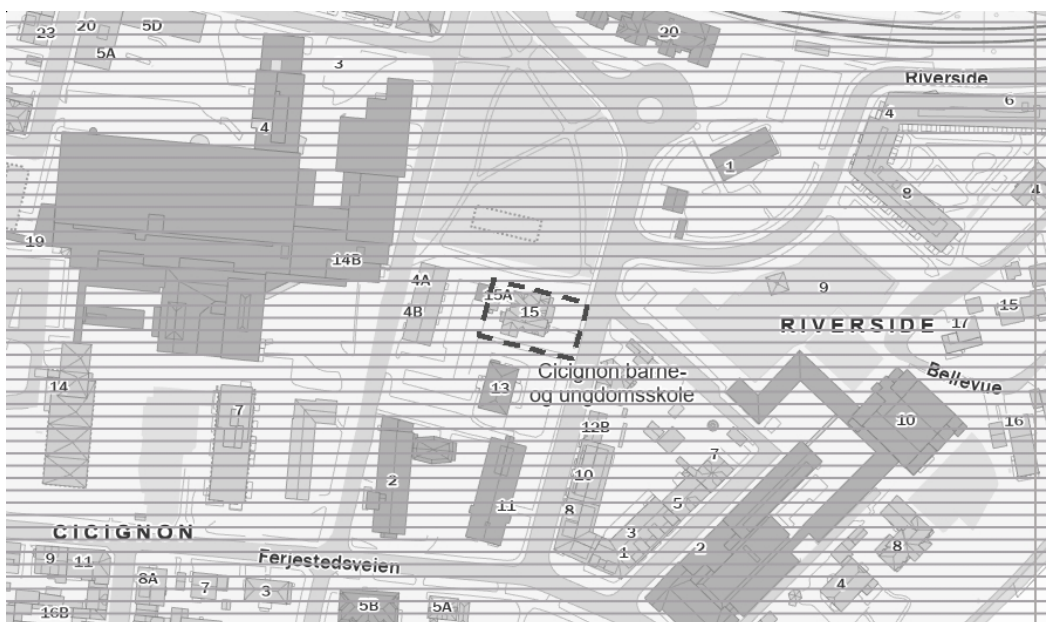 23
20
5D
5A
3
20
4
Riverside
6
4
1
8
4
19
14B
4A
4B
15A
15
9
RIVERSIDE
17
15
Bellevue
Cicignon barne-
og ungdomsskole
14
7
13
12B
10
16
7
10
2
11
8
5
3
1
2
8
4
CICIGNON
Ferjestedsveien
9
11
8A
7
3
5B
5A
16B